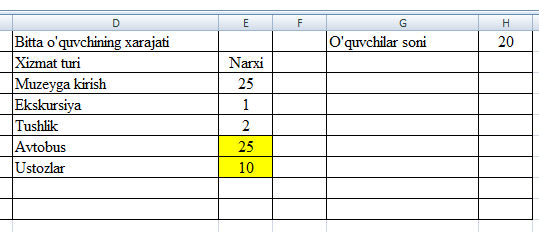 D E F G H
Bitta o'quvchining xarajati O'quvchilar soni 20
Xizmat turi Narxi
Muzeyga kirish 25
Ekskursiya 1
Tushlik 2
Avtobus 25
Ustozlar 10